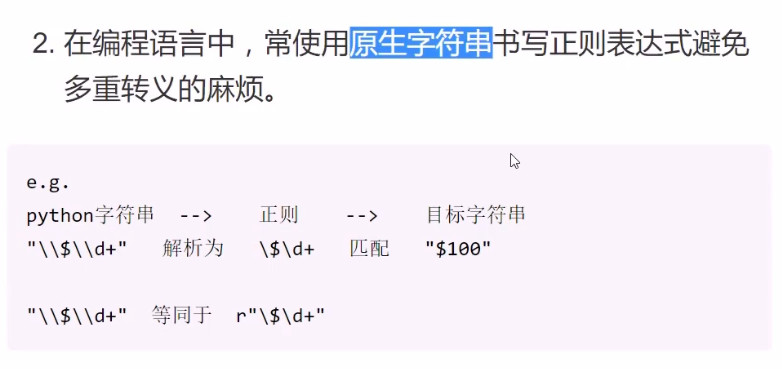 2. 在编程语言中，常使用原生字符串书写正则表达式避免
多重转义的麻烦。
e.g.
python字符串 --> 正则 --> 目标字符串
"\\$\\d+" 解析为 \$\d+ 匹配 "$100"
"\\$\\d+" 等同于 r"\$\d+"